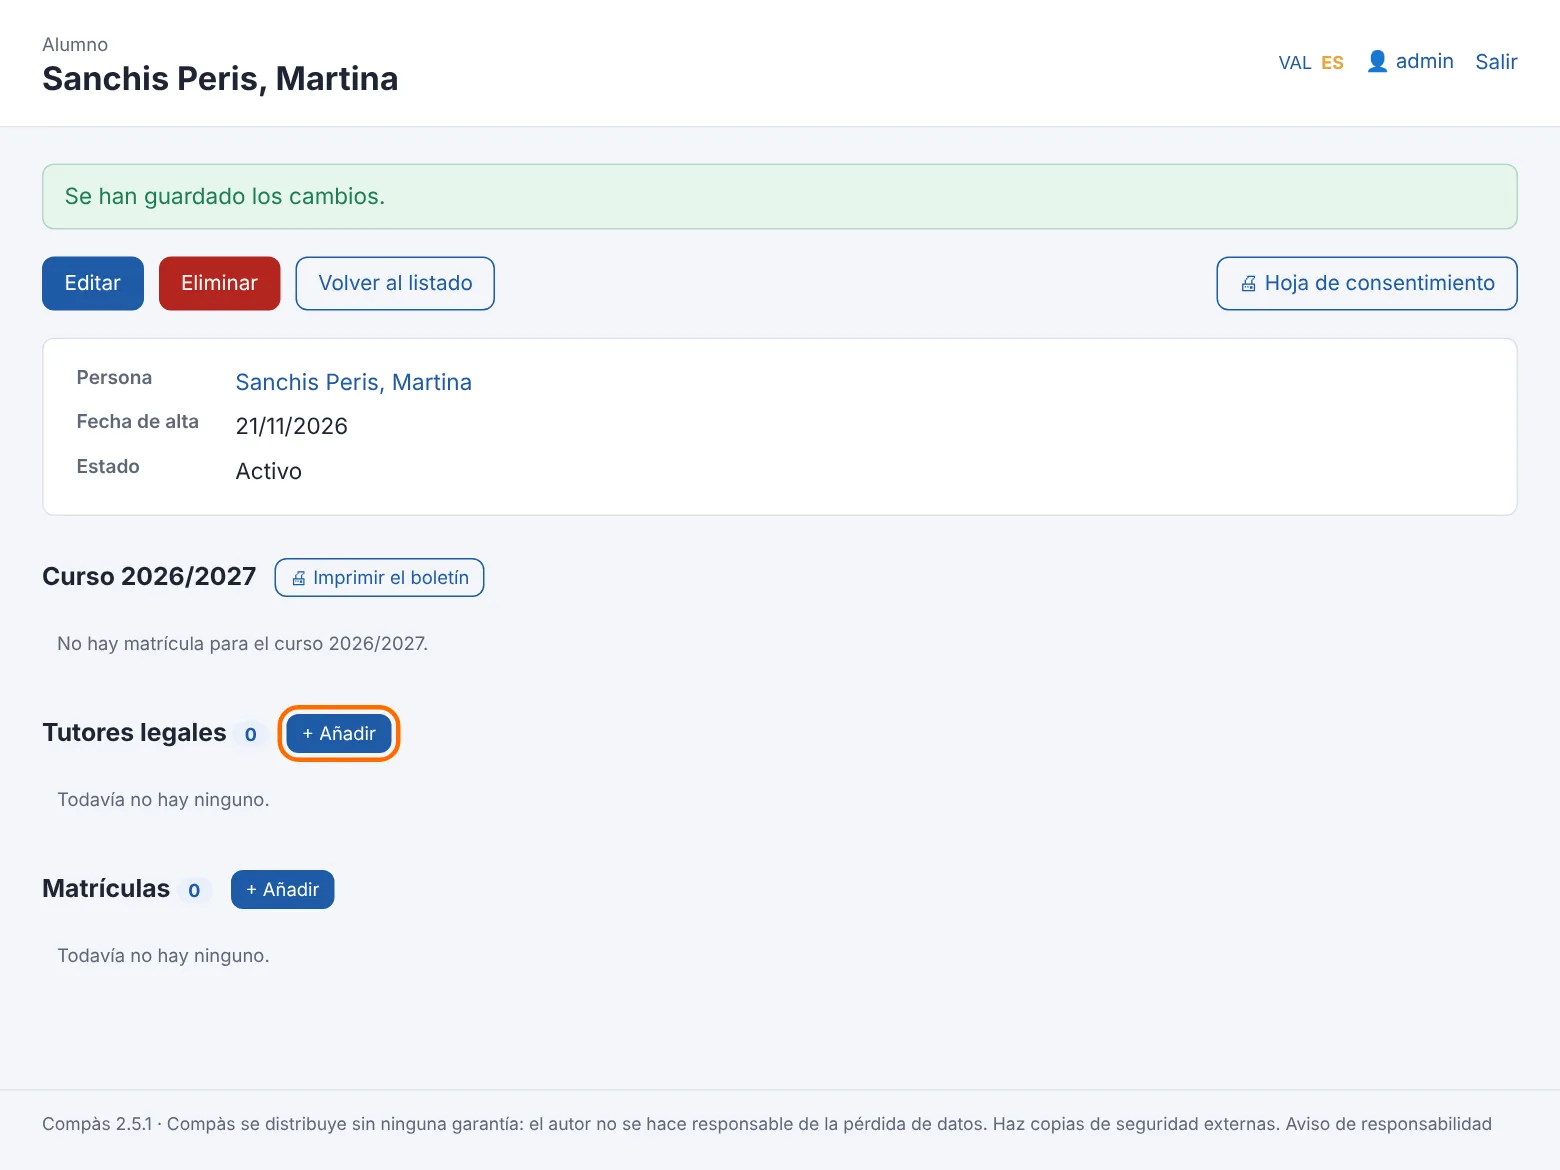 Alumno
Sanchis Peris, Martina
VAL ES admin Salir
Se han guardado los cambios.
Editar Eliminar Volver al listado Hoja de consentimiento
Persona Sanchis Peris, Martina
Fecha de alta 21/11/2026
Estado Activo
Curso 2026/2027 Imprimir el boletín
No hay matrícula para el curso 2026/2027.
Tutores legales 0 + Añadir
Todavía no hay ninguno.
Matrículas 0 + Añadir
Todavía no hay ninguno.
Compàs 2.5.1 · Compàs se distribuye sin ninguna garantía: el autor no se hace responsable de la pérdida de datos. Haz copias de seguridad externas. Aviso de responsabilidad